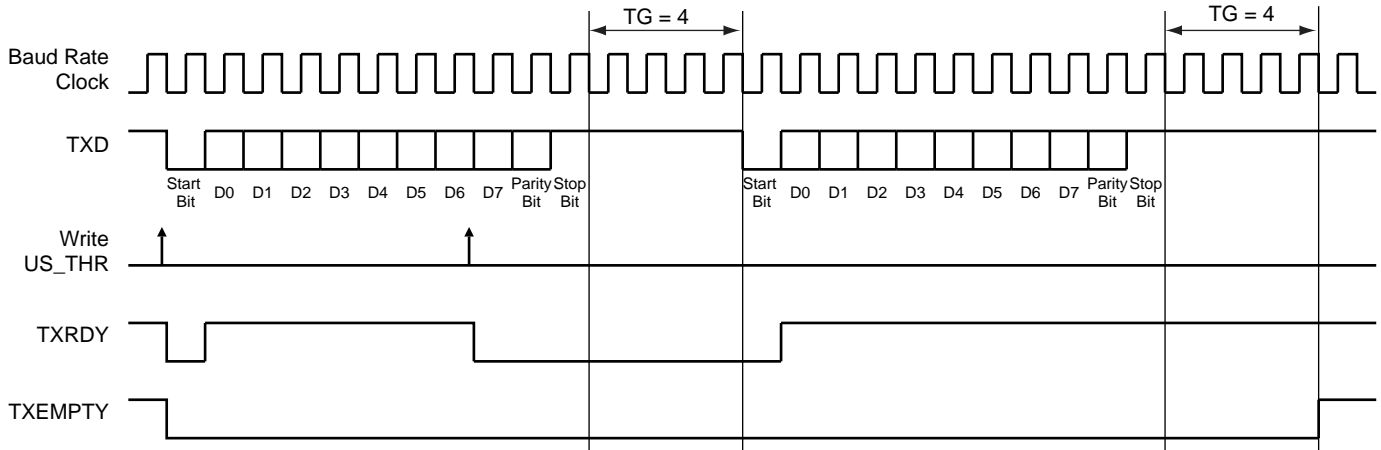 TG = 4
TG = 4
Baud Rate
Clock
TXD
Start
Bit
D0
D1
D2
D3
D4
D5
D6
D7
Parity
Bit
Stop
Bit
Start
Bit
D0
D1
D2
D3
D4
D5
D6
D7
Parity
Bit
Stop
Bit
Write
US_THR
TXRDY
TXEMPTY